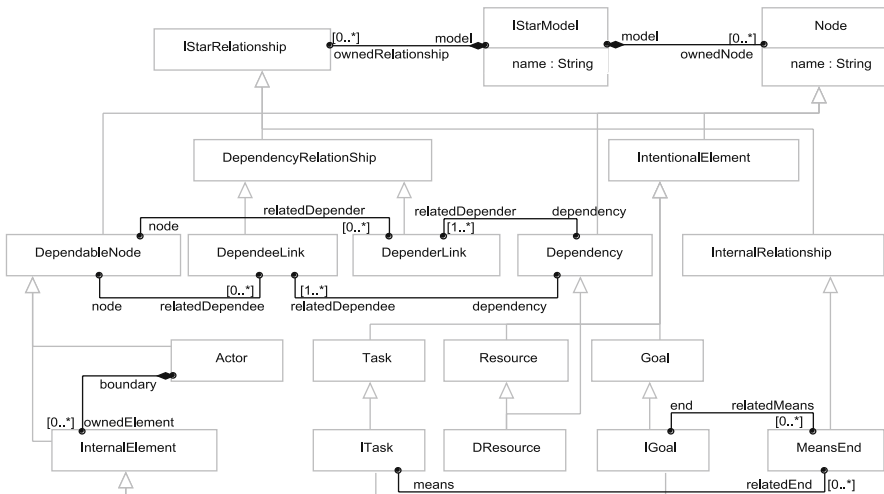 IStarRelationship
[0..*]
ownedRelationship
model
IStarModel
name : String
model
[0..*]
ownedNode
Node
name : String
DependencyRelationShip
IntentionalElement
relatedDepender
node
[0..*]
relatedDepender
[1..*]
dependency
DependableNode
DependeeLink
DependerLink
Dependency
InternalRelationship
node
[0..*]
relatedDependee
[1..*]
relatedDependee
dependency
Actor
Task
Resource
Goal
boundary
[0..*]
ownedElement
end
relatedMeans
[0..*]
InternalElement
ITask
DResource
IGoal
MeansEnd
means
relatedEnd
[0..*]